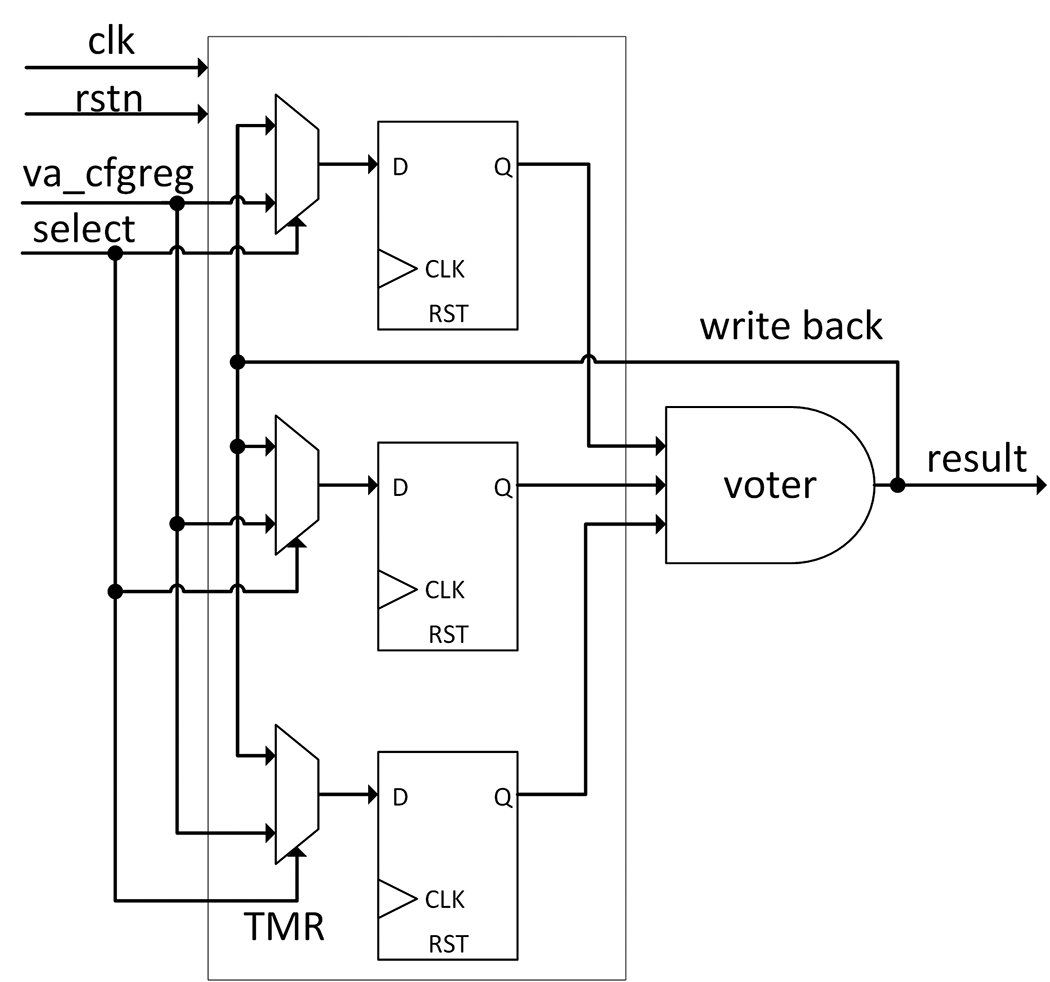 clk
rstn
va_cfgreg
select
D Q
CLK
RST
write back
D Q
CLK
RST
voter
result
D Q
CLK
RST
TMR